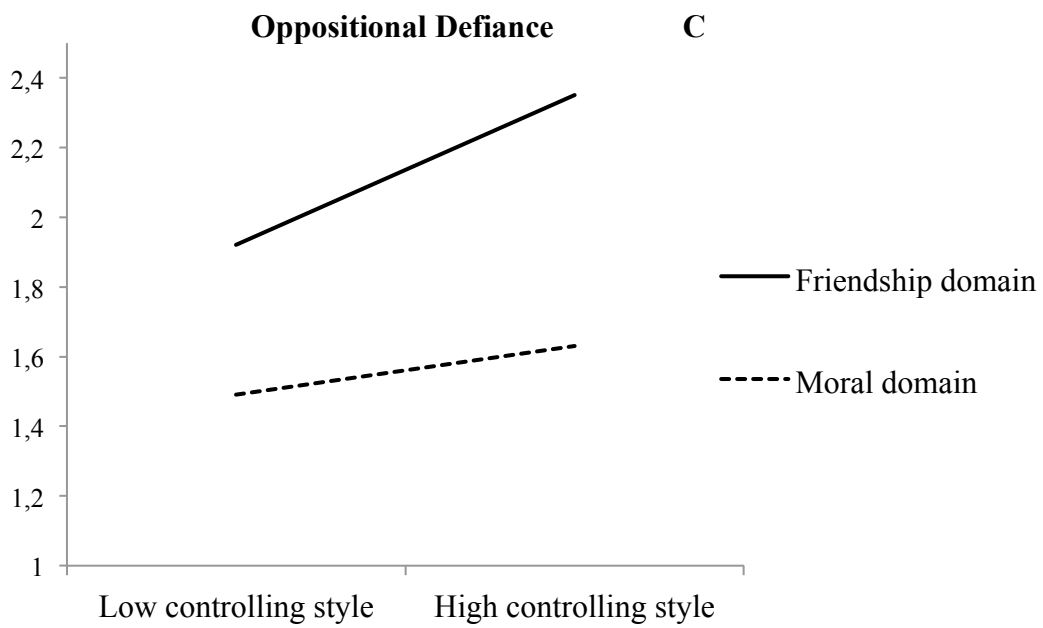 Oppositional Defiance C
2,4
2,2
2
1,8
1,6
1,4
1,2
1
Friendship domain
Moral domain
Low controlling style High controlling style